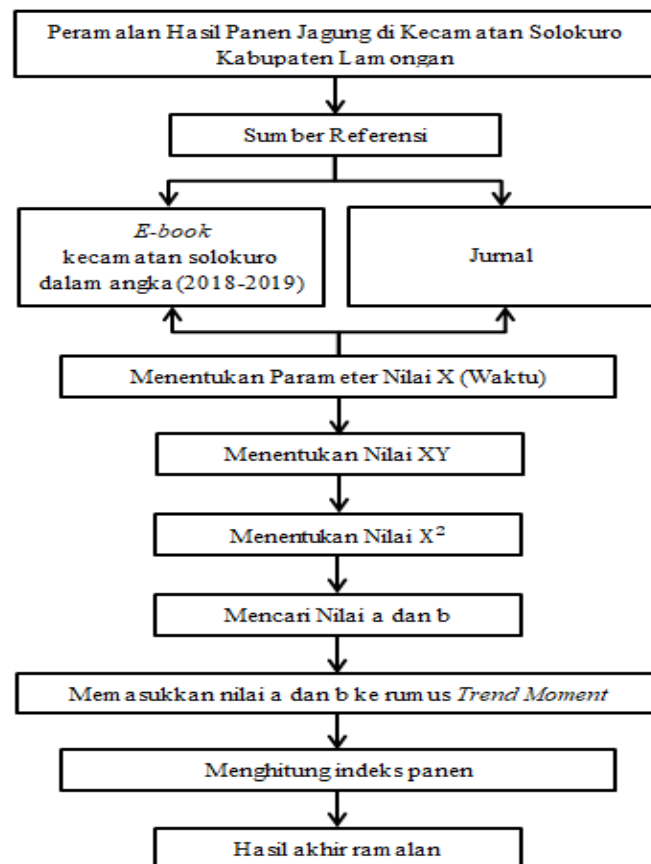 Peramalan Hasil Panen Jagung di Kecamatan Solokuro
Kabupaten Lamongan
Sumber Referensi
E-book
kecamatan solokuro
dalam angka (2018-2019)
Jurnal
Menentukan Parameter Nilai X (Waktu)
Menentukan Nilai XY
Menentukan Nilai X²
Mencari Nilai a dan b
Memasukkan nilai a dan b ke rumus Trend Moment
Menghitung indeks panen
Hasil akhir ramalan